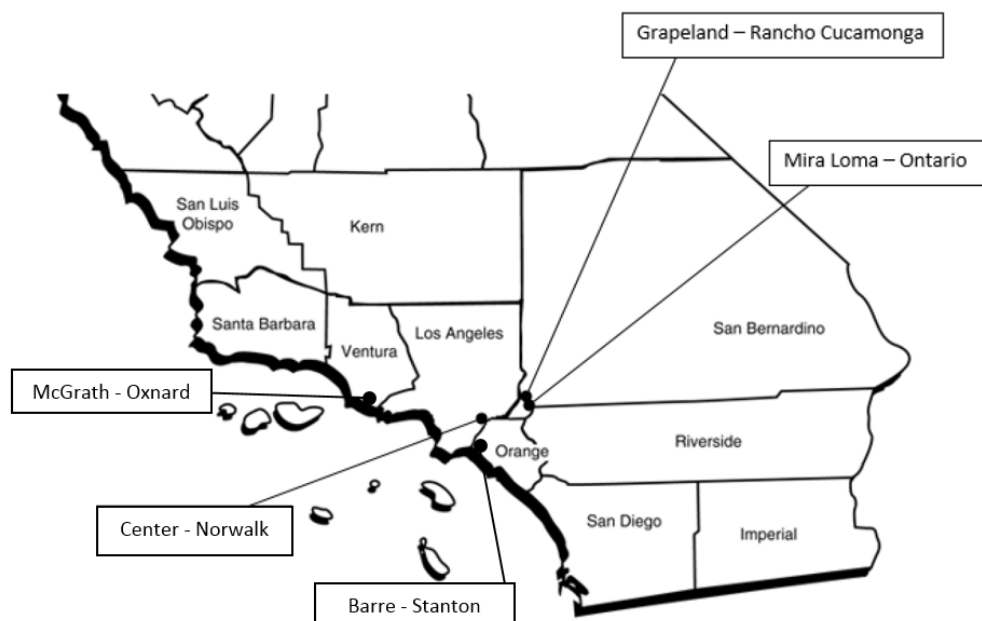 Grapeland – Rancho Cucamonga
Mira Loma – Ontario
San Luis
Obispo
Kern
Santa Barbara
Ventura
Los Angeles
San Bernardino
McGrath - Oxnard
Orange
Riverside
Center - Norwalk
San Diego
Imperial
Barre - Stanton